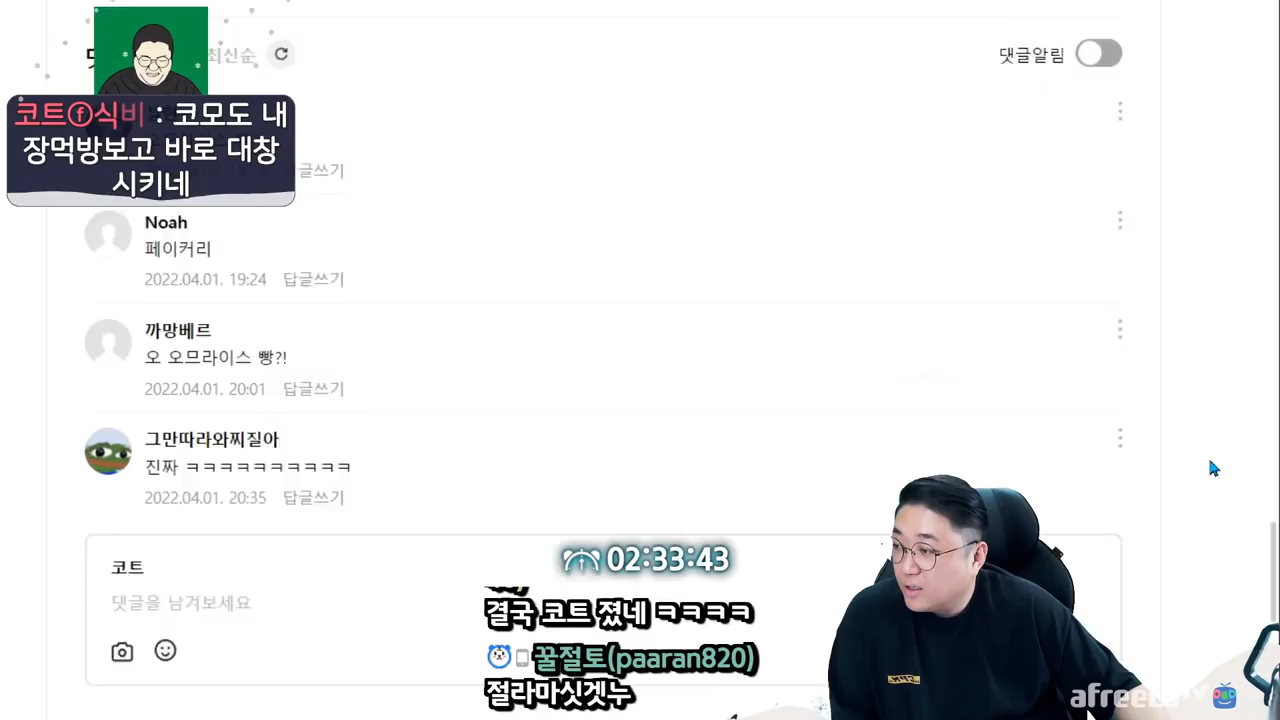 최신순
댓글알림
코트ⓕ식비 : 코모도 내
장먹방보고 바로 대창
시키네
글쓰기
Noah
페이커리
2022.04.01. 19:24 답글쓰기
까망베르
오 오므라이스 빵?!
2022.04.01. 20:01 답글쓰기
그만따라와찌질아
진짜 ㅋㅋㅋㅋㅋㅋㅋㅋㅋㅋ
2022.04.01. 20:35 답글쓰기
코트
댓글을 남겨보세요
02:33:43
결국 코트 졌네 ㅋㅋㅋㅋ
꿀절토(paaran820)
절라마싯겟누